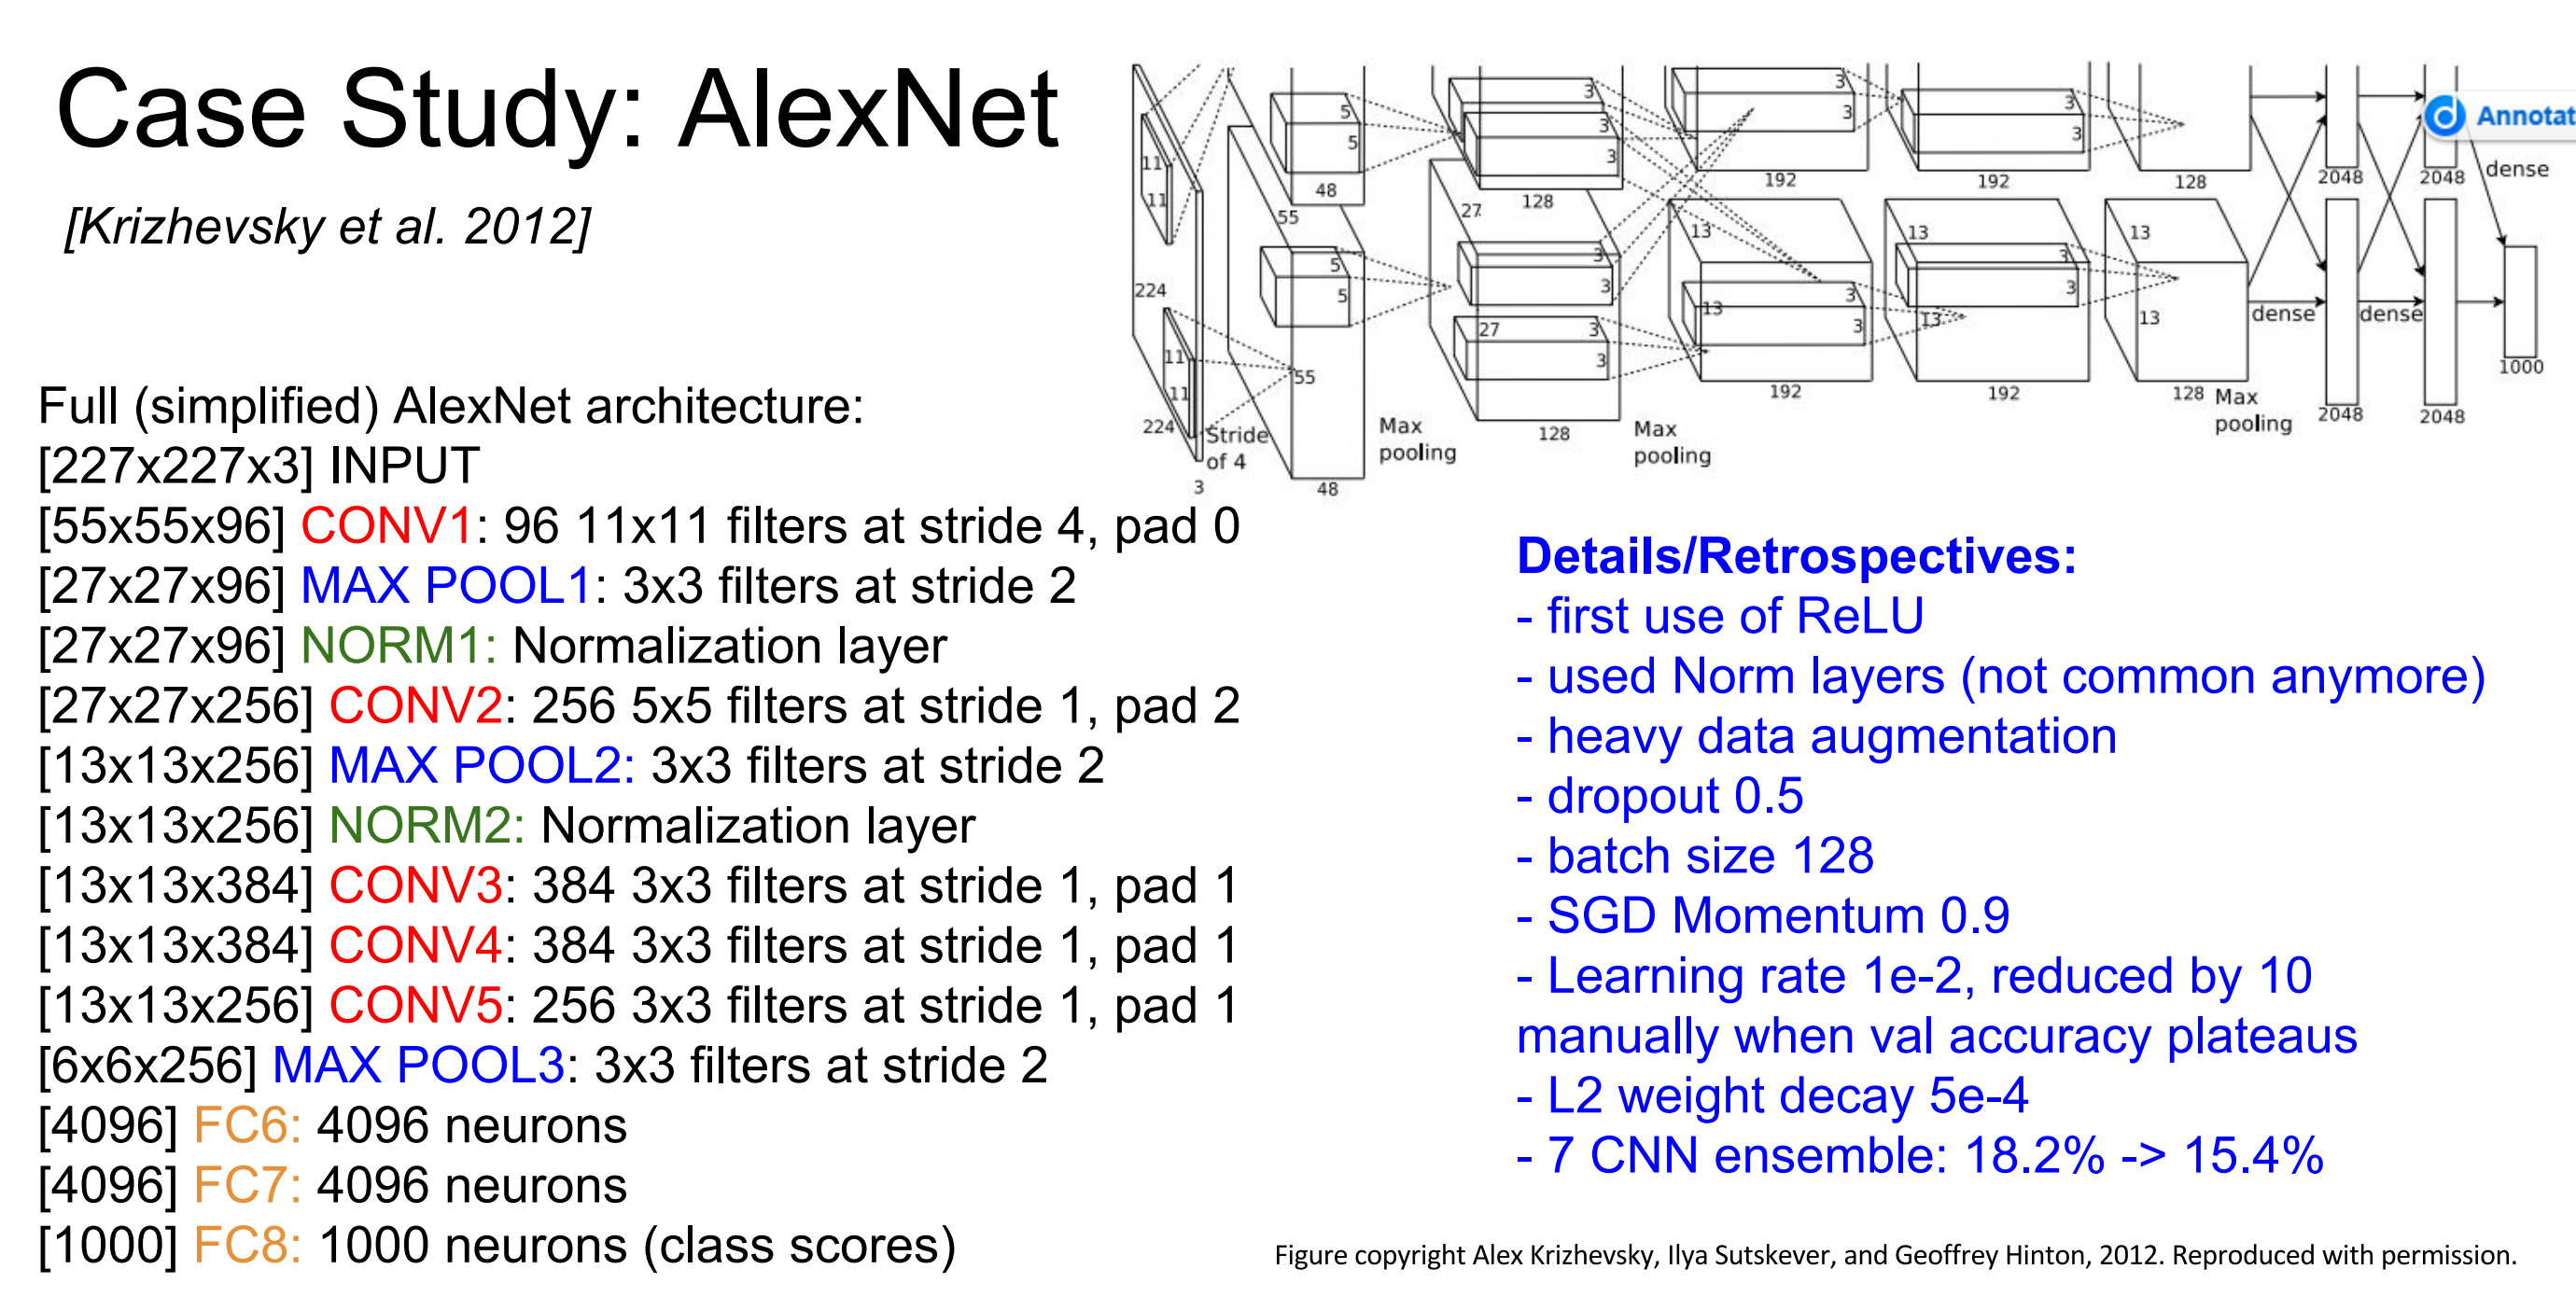 Case Study: AlexNet
[Krizhevsky et al. 2012]
Full (simplified) AlexNet architecture:
[227x227x3] INPUT
[55x55x96] CONV1: 96 11x11 filters at stride 4, pad 0
[27x27x96] MAX POOL1: 3x3 filters at stride 2
[27x27x96] NORM1: Normalization layer
[27x27x256] CONV2: 256 5x5 filters at stride 1, pad 2
[13x13x256] MAX POOL2: 3x3 filters at stride 2
[13x13x256] NORM2: Normalization layer
[13x13x384] CONV3: 384 3x3 filters at stride 1, pad 1
[13x13x384] CONV4: 384 3x3 filters at stride 1, pad 1
[13x13x256] CONV5: 256 3x3 filters at stride 1, pad 1
[6x6x256] MAX POOL3: 3x3 filters at stride 2
[4096] FC6: 4096 neurons
[4096] FC7: 4096 neurons
[1000] FC8: 1000 neurons (class scores)
Annotat
5 3 3 3 3
5 3 3 3 3
11 11
48 128 192 192 128 2048 2048 dense
55 27 13 13 13
5 3 3 3
5 3 3 3
224
11 11
55 27 3 3 13 3 13 13
dense dense
1000
224 Stride of 4
3
48
Max pooling
128
Max pooling
192 192 128
Max pooling
2048 2048
Details/Retrospectives:
- first use of ReLU
- used Norm layers (not common anymore)
- heavy data augmentation
- dropout 0.5
- batch size 128
- SGD Momentum 0.9
- Learning rate 1e-2, reduced by 10
manually when val accuracy plateaus
- L2 weight decay 5e-4
- 7 CNN ensemble: 18.2% -> 15.4%
Figure copyright Alex Krizhevsky, Ilya Sutskever, and Geoffrey Hinton, 2012. Reproduced with permission.